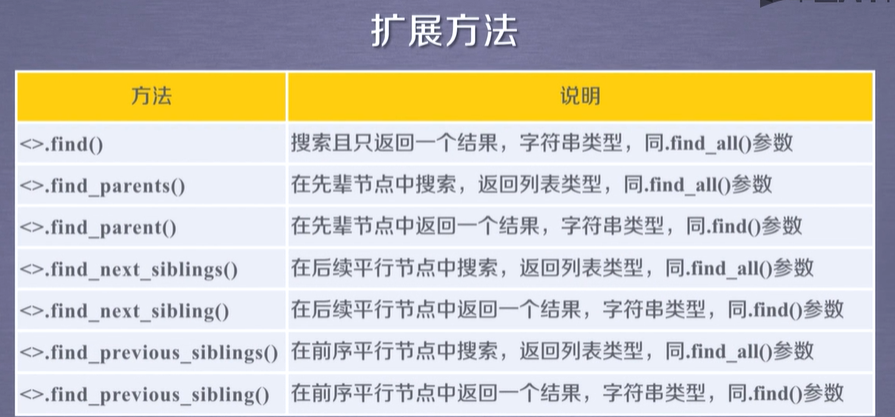 扩展方法
方法 说明
<>.find() 搜索且只返回一个结果，字符串类型，同.find_all()参数
<>.find_parents() 在先辈节点中搜索，返回列表类型，同.find_all()参数
<>.find_parent() 在先辈节点中返回一个结果，字符串类型，同.find()参数
<>.find_next_siblings() 在后续平行节点中搜索，返回列表类型，同.find_all()参数
<>.find_next_sibling() 在后续平行节点中返回一个结果，字符串类型，同.find()参数
<>.find_previous_siblings() 在前序平行节点中搜索，返回列表类型，同.find_all()参数
<>.find_previous_sibling() 在前序平行节点中返回一个结果，字符串类型，同.find()参数